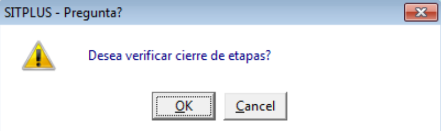 SITPLUS - Pregunta?
Desea verificar cierre de etapas?
OK Cancel